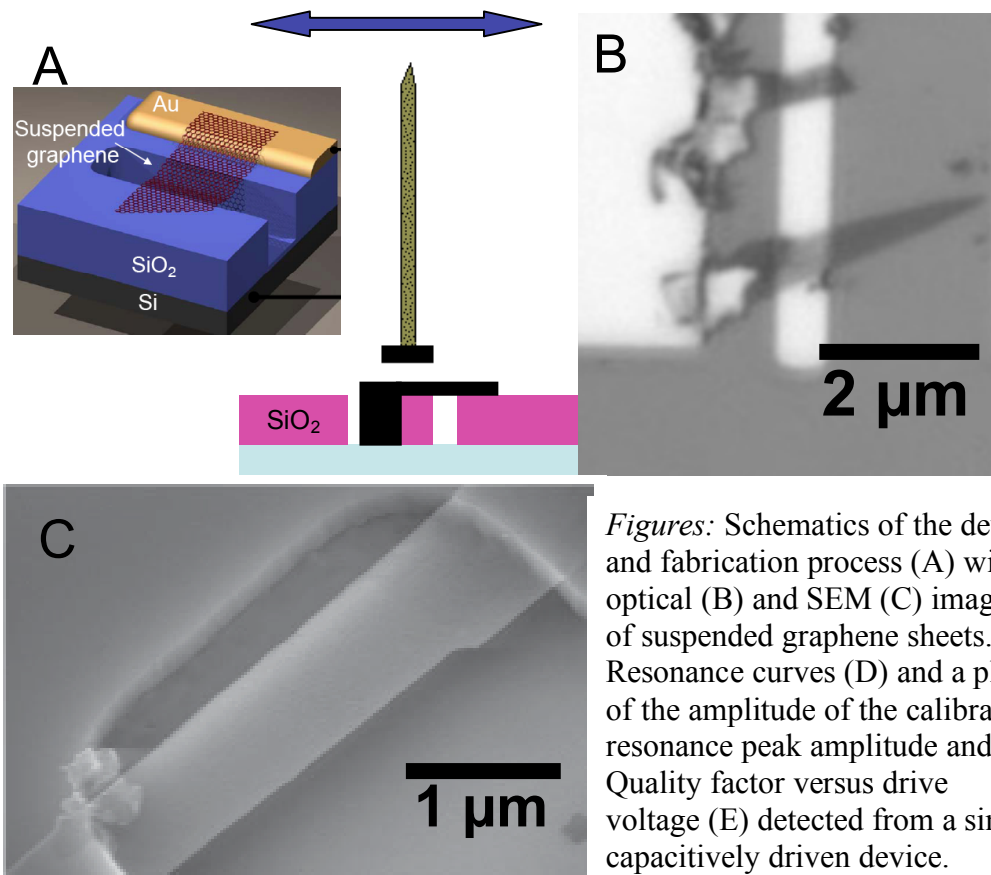 A
Au
Suspended
graphene
SiO₂
Si
SiO₂
B
2 µm
C
1 µm
Figures: Schematics of the de
and fabrication process (A) wi
optical (B) and SEM (C) imag
of suspended graphene sheets.
Resonance curves (D) and a pl
of the amplitude of the calibra
resonance peak amplitude and
Quality factor versus drive
voltage (E) detected from a sin
capacitively driven device.